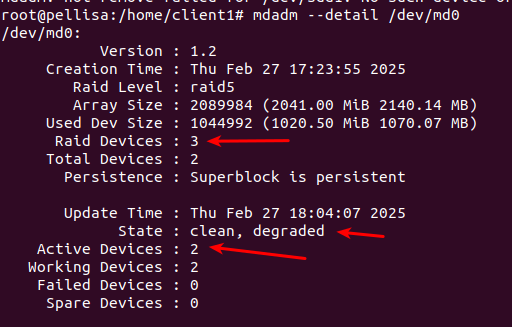 root@pellisa:/home/client1# mdadm --detail /dev/md0
/dev/md0:
Version : 1.2
Creation Time : Thu Feb 27 17:23:55 2025
Raid Level : raid5
Array Size : 2089984 (2041.00 MiB 2140.14 MB)
Used Dev Size : 1044992 (1020.50 MiB 1070.07 MB)
Raid Devices : 3
Total Devices : 2
Persistence : Superblock is persistent
Update Time : Thu Feb 27 18:04:07 2025
State : clean, degraded
Active Devices : 2
Working Devices : 2
Failed Devices : 0
Spare Devices : 0